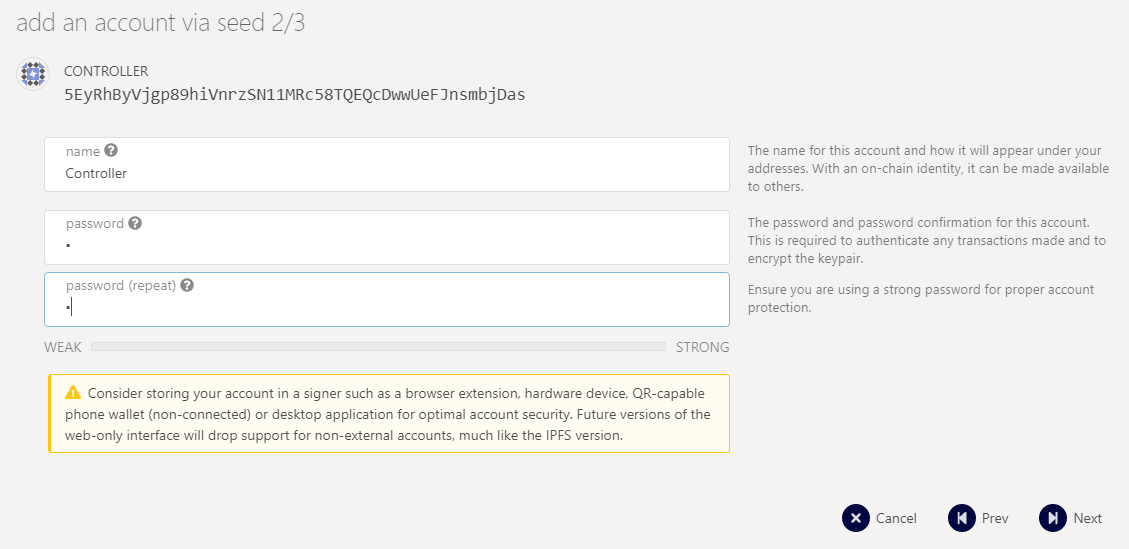 add an account via seed 2/3
CONTROLLER
5EyRhByVjgp89hiVnrzSN11MRc58TQEQcDwwUeFJnsmbjDas
name
Controller
The name for this account and how it will appear under your
addresses. With an on-chain identity, it can be made available
to others.
password
•
The password and password confirmation for this account.
This is required to authenticate any transactions made and to
encrypt the keypair.
password (repeat)
•
Ensure you are using a strong password for proper account
protection.
WEAK STRONG
Consider storing your account in a signer such as a browser extension, hardware device, QR-capable
phone wallet (non-connected) or desktop application for optimal account security. Future versions of the
web-only interface will drop support for non-external accounts, much like the IPFS version.
Cancel Prev Next